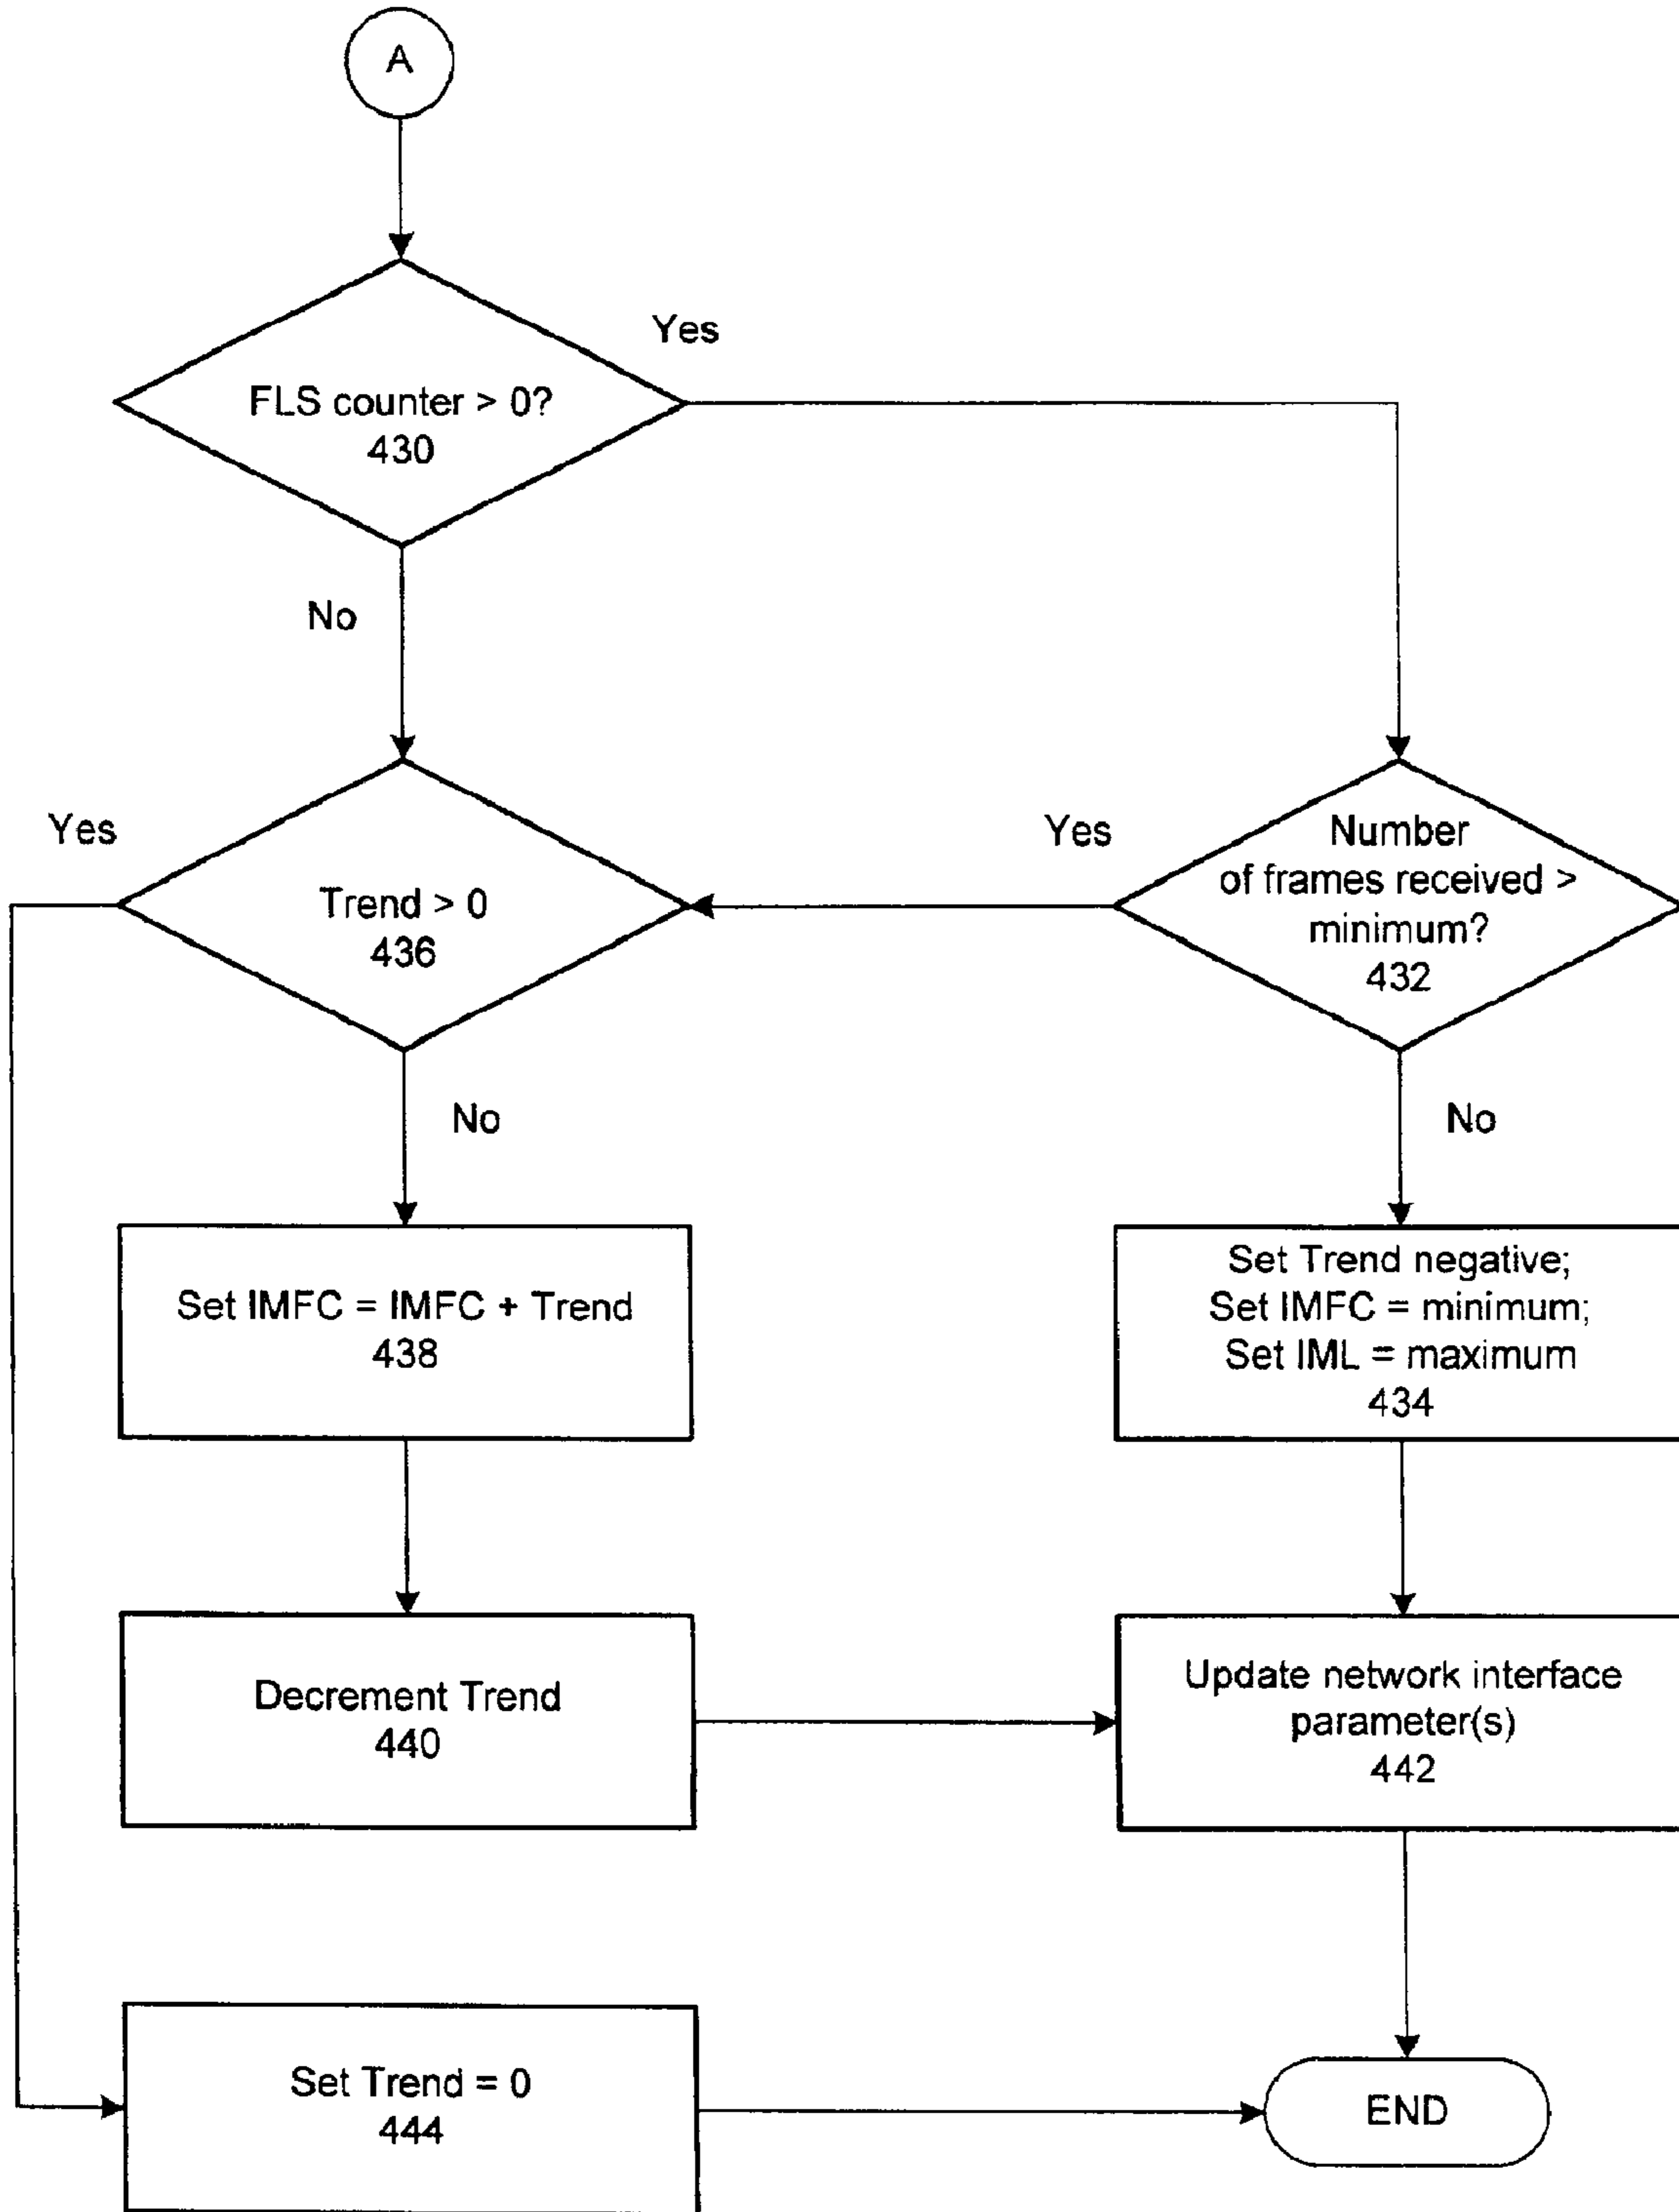 A
Yes
FLS counter > 0?
430
No
Yes
Trend > 0
436
Yes
Number
of frames received >
minimum?
432
No
No
Set IMFC = IMFC + Trend
438
Set Trend negative;
Set IMFC = minimum;
Set IML = maximum
434
Decrement Trend
440
Update network interface
parameter(s)
442
Set Trend = 0
444
END